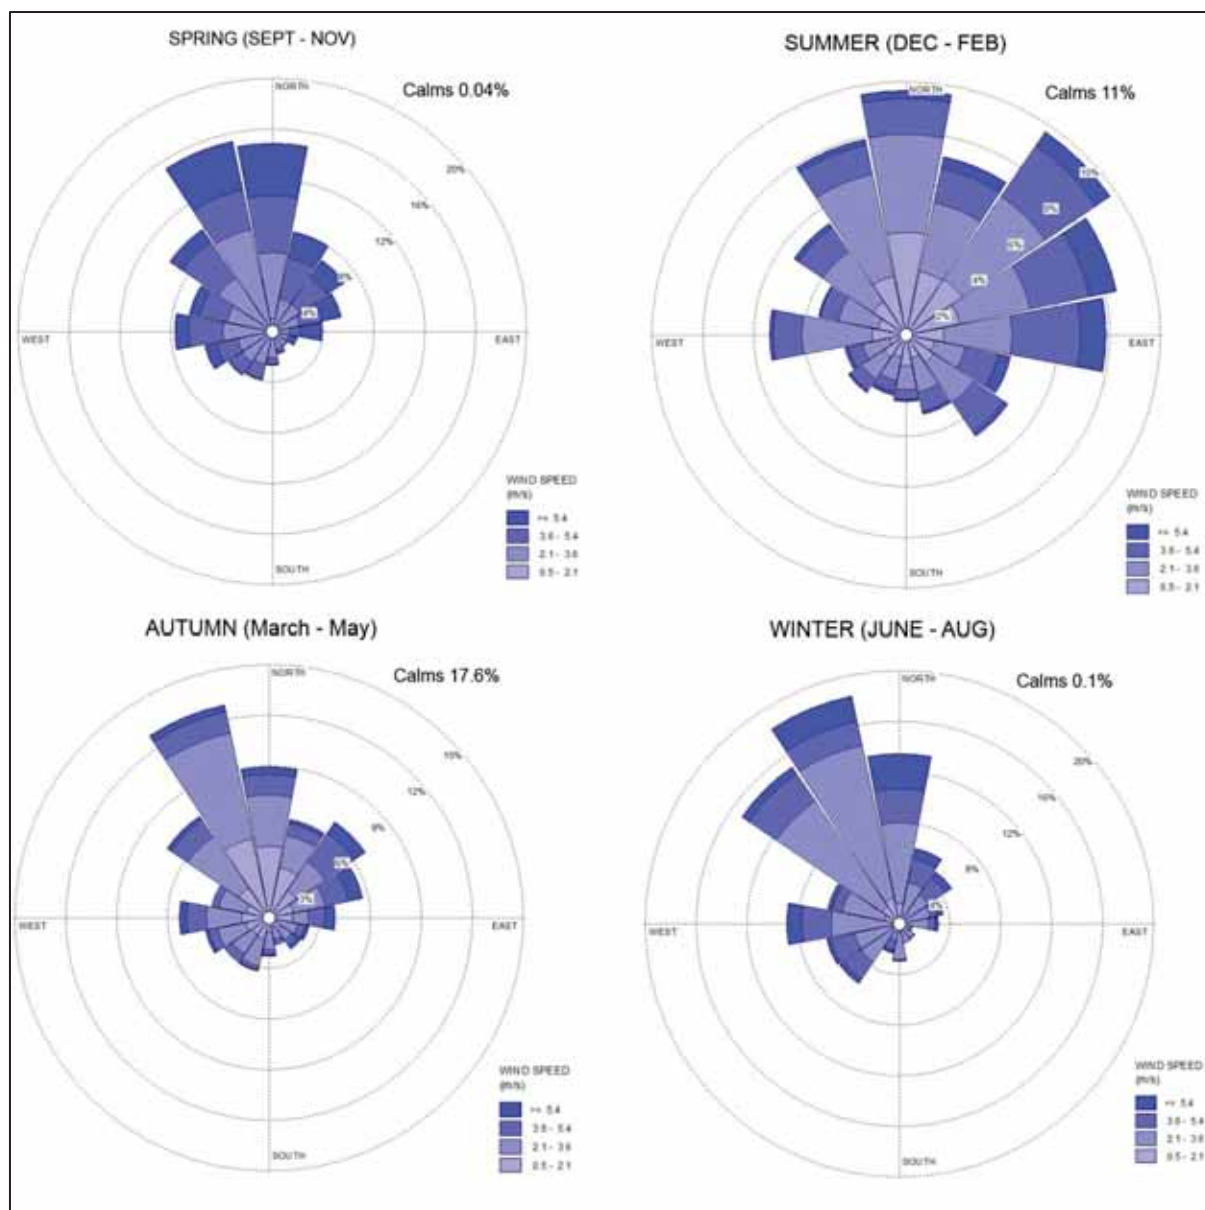 SPRING (SEPT - NOV)
Calms 0.04%
NORTH
20%
16%
12%
8%
4%
WEST
EAST
SOUTH
WIND SPEED
(m/s)
>= 5.4
3.6 - 5.4
2.1 - 3.6
0.5 - 2.1
SUMMER (DEC - FEB)
Calms 11%
NORTH
10%
8%
6%
4%
2%
WEST
EAST
SOUTH
WIND SPEED
(m/s)
>= 5.4
3.6 - 5.4
2.1 - 3.6
0.5 - 2.1
AUTUMN (March - May)
Calms 17.6%
NORTH
15%
12%
9%
6%
3%
WEST
EAST
SOUTH
WIND SPEED
(m/s)
>= 5.4
3.6 - 5.4
2.1 - 3.6
0.5 - 2.1
WINTER (JUNE - AUG)
Calms 0.1%
NORTH
20%
16%
12%
8%
4%
WEST
EAST
SOUTH
WIND SPEED
(m/s)
>= 5.4
3.6 - 5.4
2.1 - 3.6
0.5 - 2.1